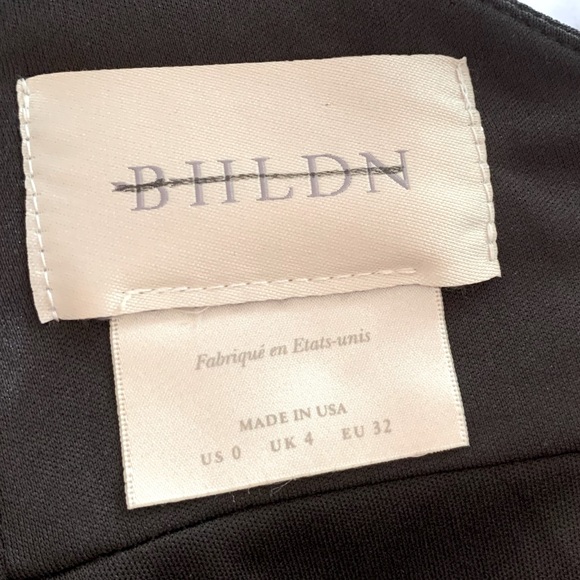 BHLDN
Fabriqué en Etats-unis
MADE IN USA
US 0 UK 4 EU 32